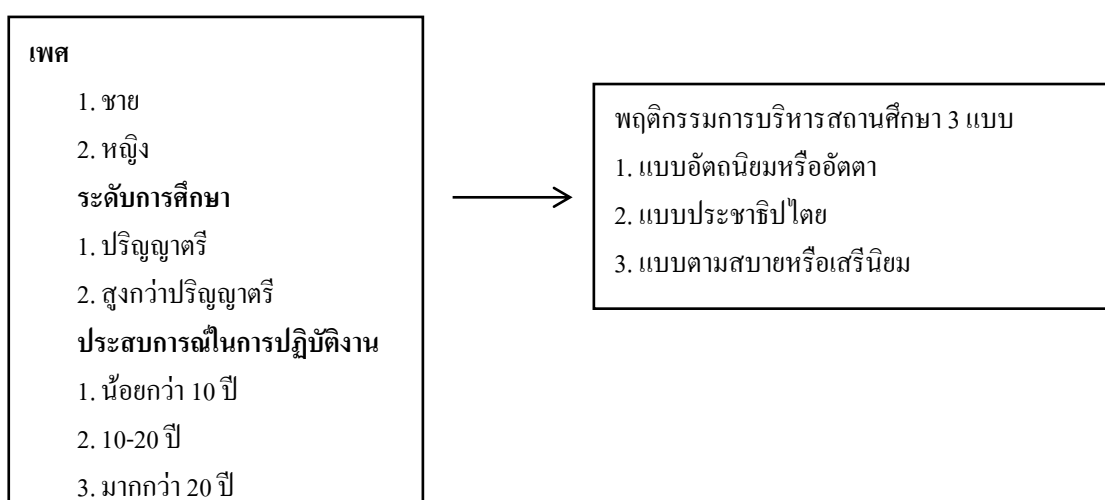 เพศ
1. ชาย
2. หญิง
ระดับการศึกษา
1. ปริญญาตรี
2. สูงกว่าปริญญาตรี
ประสบการณ์ในการปฏิบัติงาน
1. น้อยกว่า 10 ปี
2. 10-20 ปี
3. มากกว่า 20 ปี
พฤติกรรมการบริหารสถานศึกษา 3 แบบ
1. แบบอัตถนิยมหรืออัตตา
2. แบบประชาธิปไตย
3. แบบตามสบายหรือเสรีนิยม